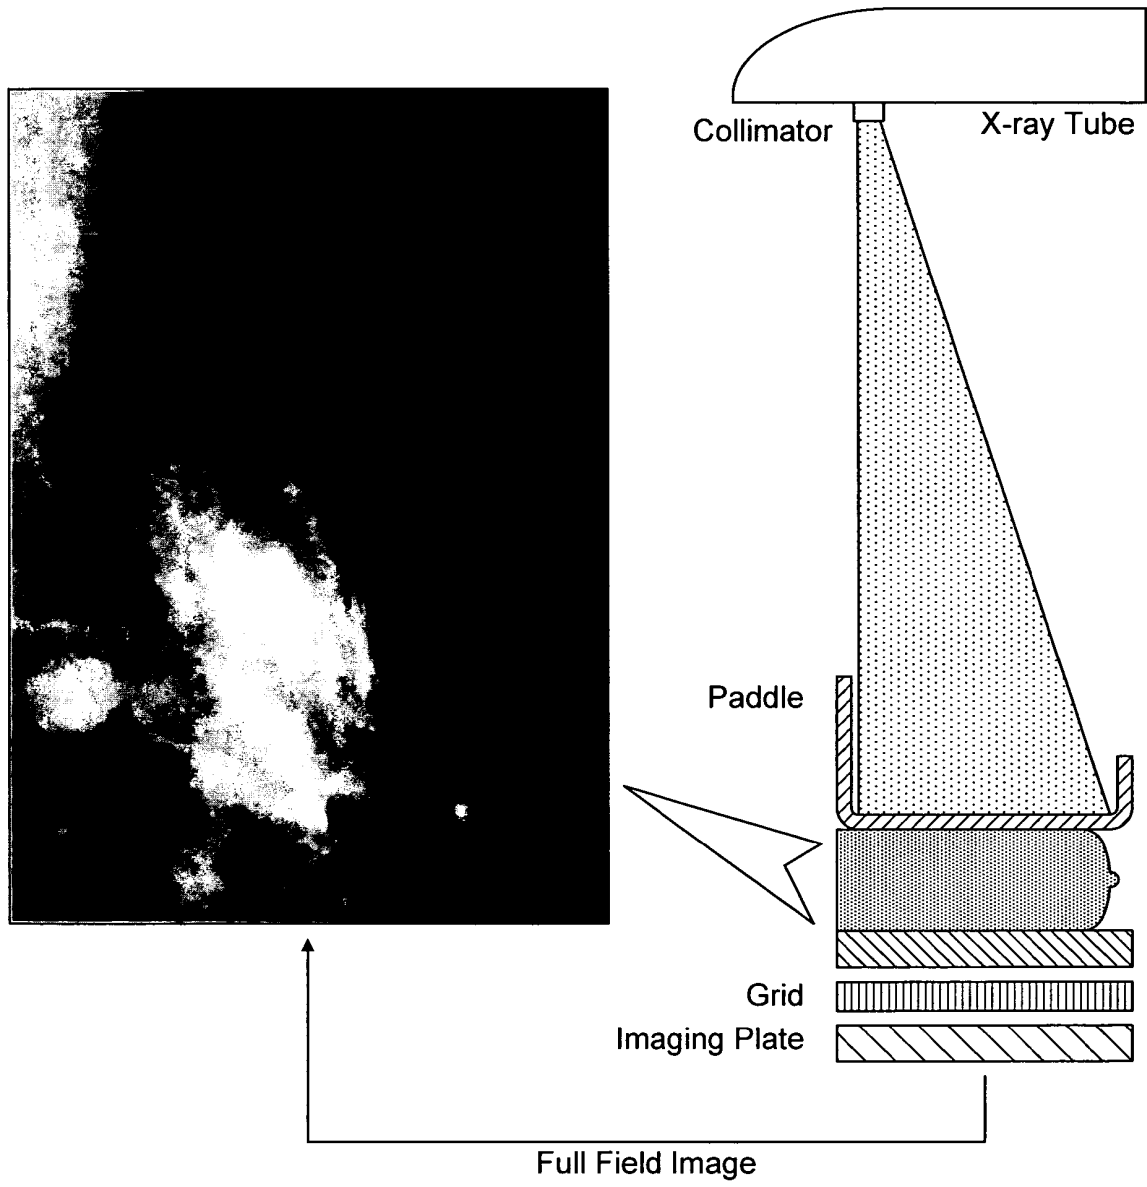 Collimator
X-ray Tube
Paddle
Grid
Imaging Plate
Full Field Image